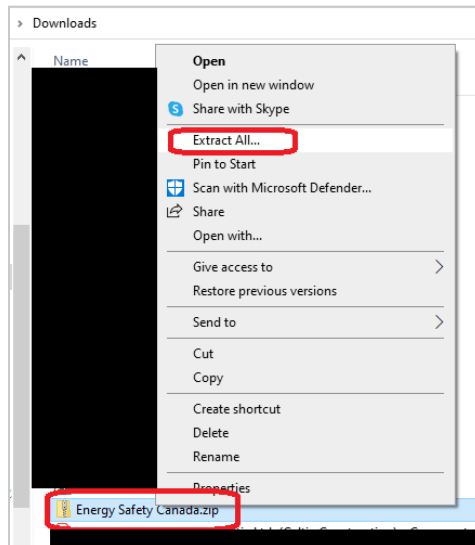 > Downloads
Name
Open
Open in new window
Share with Skype
Extract All...
Pin to Start
Scan with Microsoft Defender...
Share
Open with...
Give access to
Restore previous versions
Send to
Cut
Copy
Create shortcut
Delete
Rename
Properties
Energy Safety Canada.zip